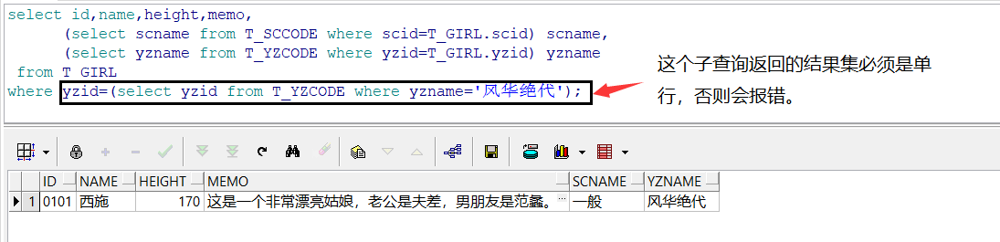 select id,name,height,memo,
(select scname from T_SCCODE where scid=T_GIRL.scid) scname,
(select yzname from T_YZCODE where yzid=T_GIRL.yzid) yzname
from T_GIRL
where yzid=(select yzid from T_YZCODE where yzname='风华绝代');
这个子查询返回的结果集必须是单
行，否则会报错。
ID NAME HEIGHT MEMO SCNAME YZNAME
1 0101 西施 170 这是一个非常漂亮姑娘，老公是夫差，男朋友是范蠡。 ... 一般 风华绝代